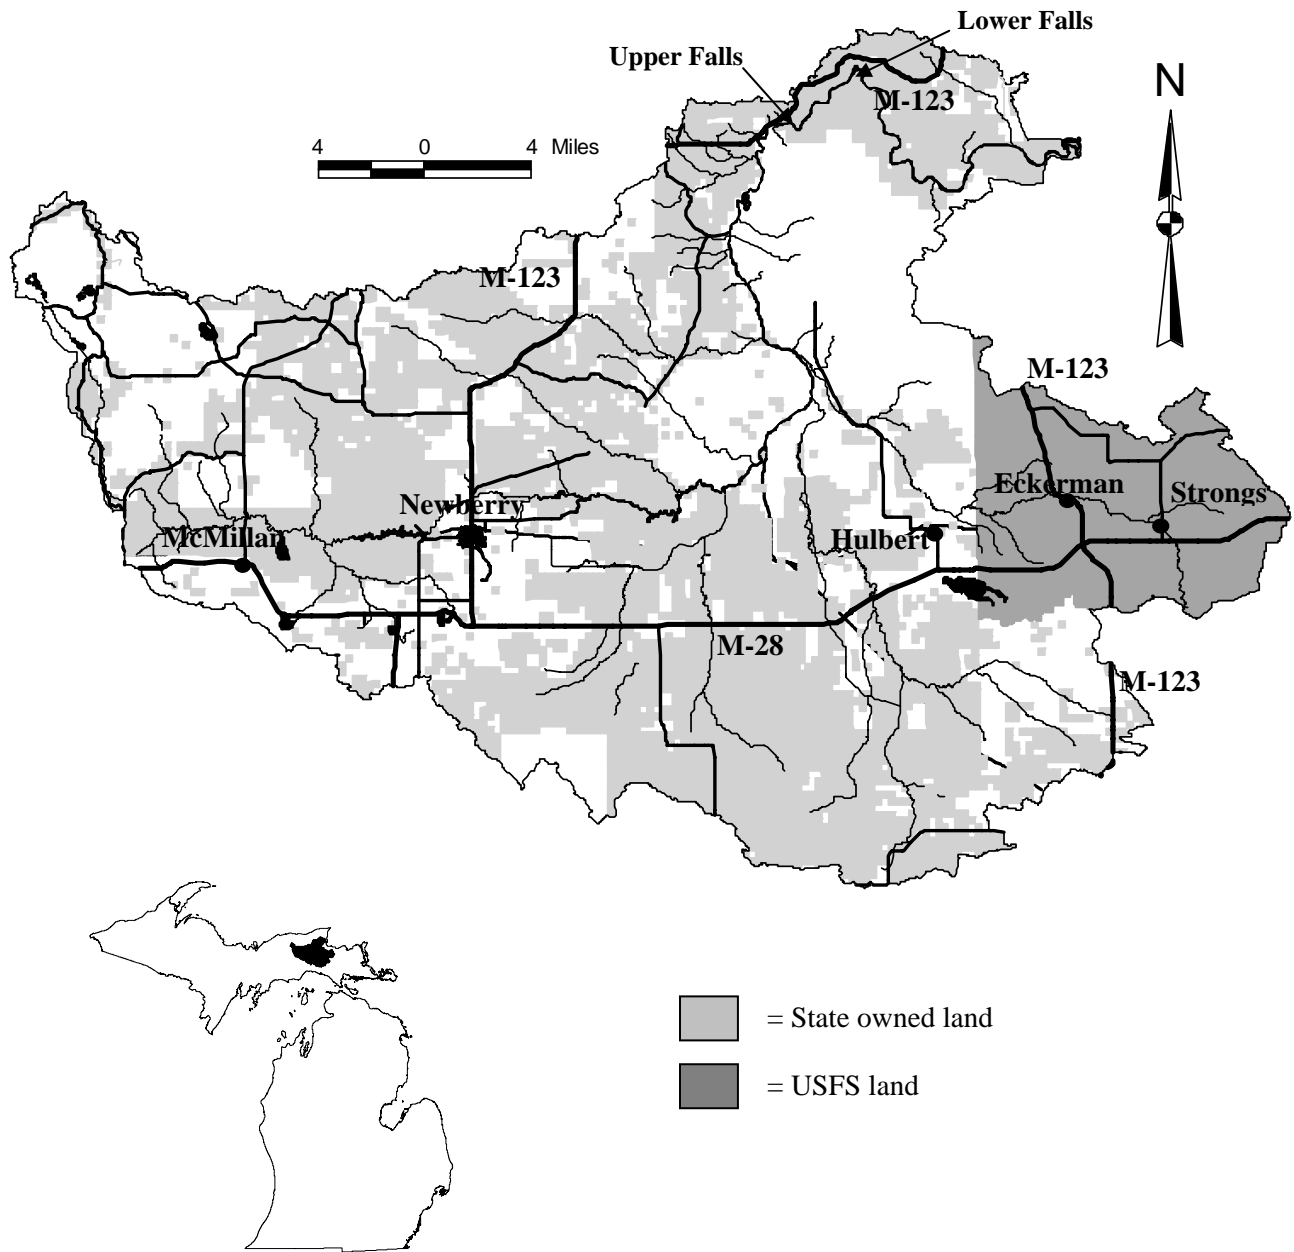 Lower Falls
Upper Falls
N
M-123
4 0 4 Miles
M-123
M-123
Eckerman
Strongs
Newberry
McMillan
Hulbert
M-28
M-123
= State owned land
= USFS land